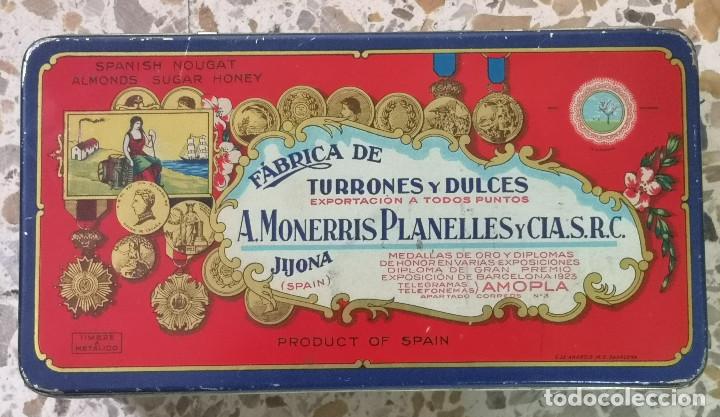 SPANISH NOUGAT
ALMONDS SUGAR HONEY
FÁBRICA DE
TURRONES Y DULCES
EXPORTACIÓN A TODOS PUNTOS
A. MONERRIS PLANELLES Y CIA. S.R.C.
JIJONA
(SPAIN)
MEDALLAS DE ORO Y DIPLOMAS
DE HONOR EN VARIAS EXPOSICIONES
DIPLOMA DE GRAN PREMIO
EXPOSICIÓN DE BARCELONA 1923
TELEGRAMAS
TELEFONEMAS) AMOPLA
APARTADO CORREOS Nº 3
TIMBRE
A
METÁLICO
PRODUCT OF SPAIN
todocoleccion